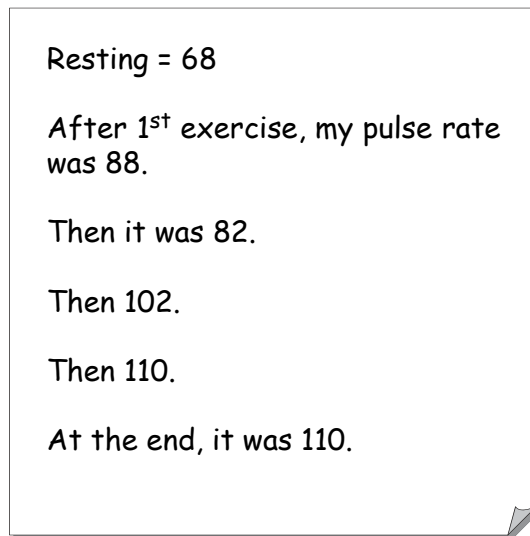 Resting = 68
After 1st exercise, my pulse rate
was 88.
Then it was 82.
Then 102.
Then 110.
At the end, it was 110.